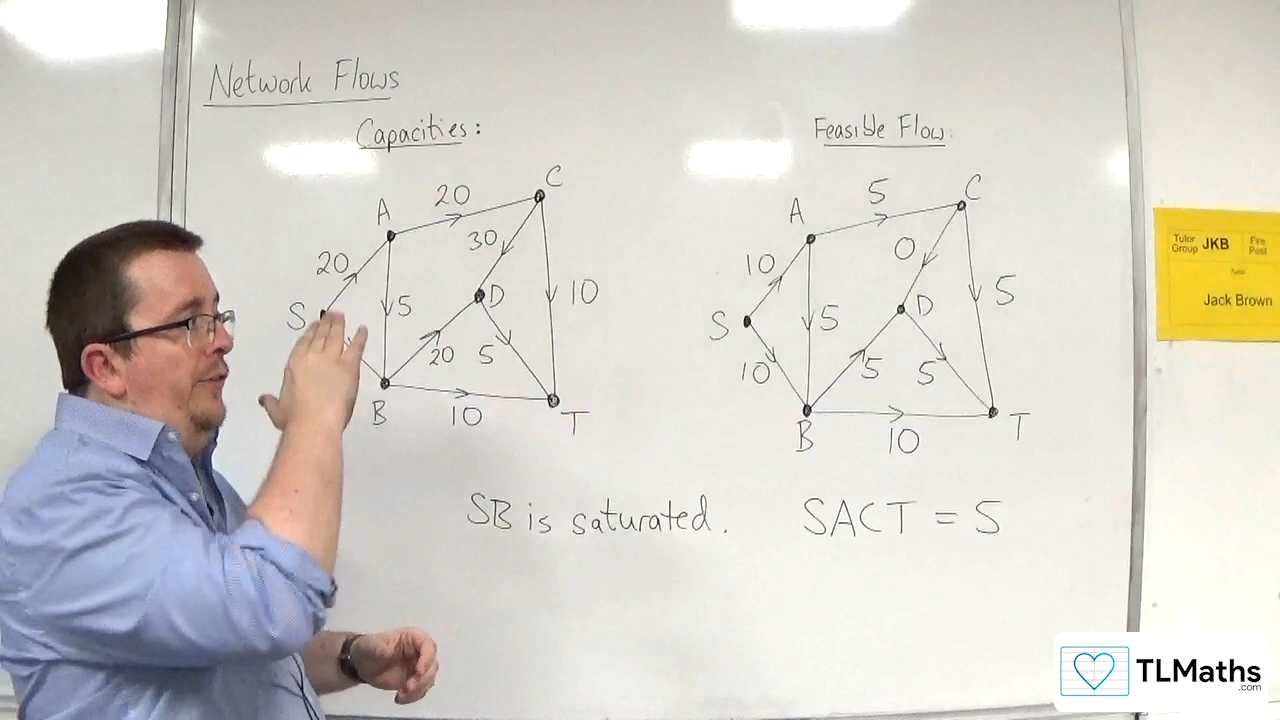 Network Flows
Capacities:
Feasible Flow:
A
20
C
20
30
S
5
D
10
20
5
B
10
T
A
5
C
10
0
S
5
D
5
10
5
5
B
10
T
SB is saturated.
SACT = 5
Tutor Group JKB
Fire Post
Tutor
Jack Brown
TLMaths
.com